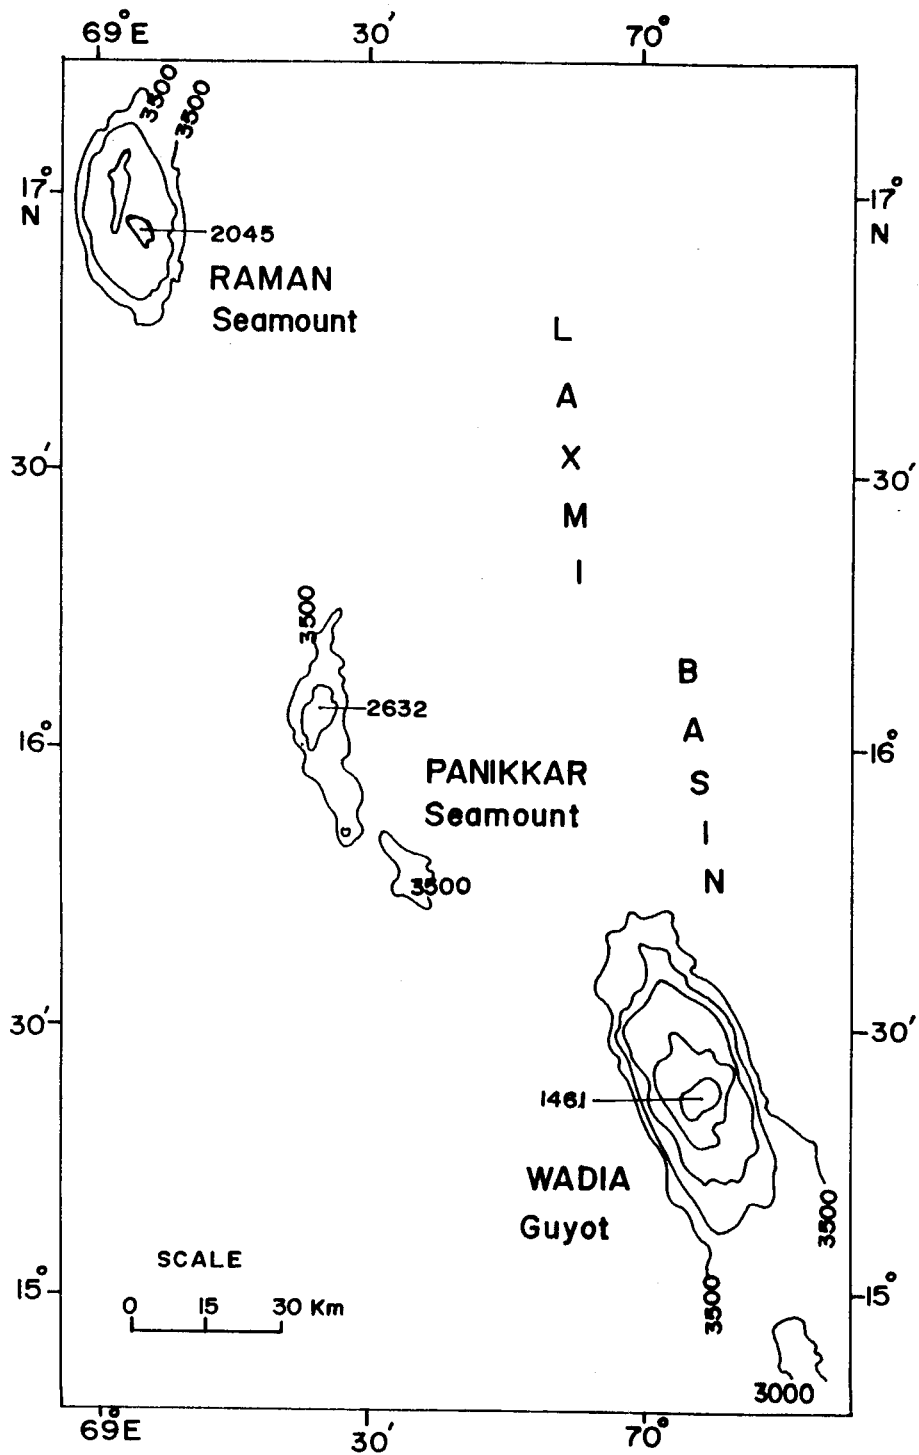 69°E 30′ 70°
3500
3500
17°
N
17°
N
2045
RAMAN
Seamount
L
A
X
M
I
30′
30′
3500
B
A
S
I
N
2632
16°
16°
PANIKKAR
Seamount
3500
30′
30′
1461
WADIA
Guyot
3500
SCALE
0 15 30 Km
15°
15°
3500
3000
69°E 30′ 70°